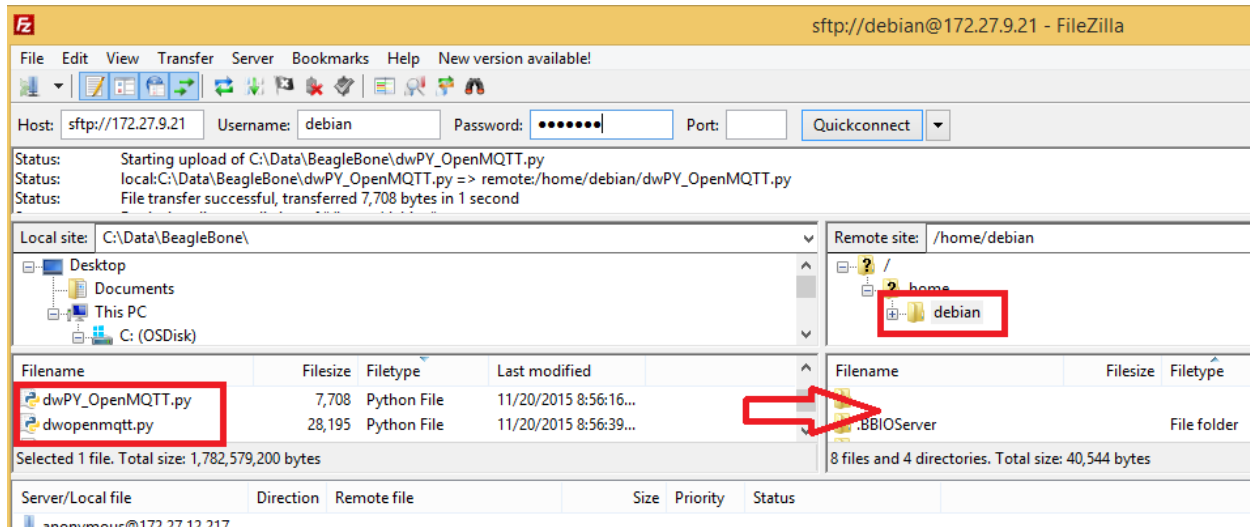 Fz
sftp://debian@172.27.9.21 - FileZilla
File Edit View Transfer Server Bookmarks Help New version available!
Host: sftp://172.27.9.21 Username: debian Password: ●●●●●●● Port: Quickconnect
Status: Starting upload of C:\Data\BeagleBone\dwPY_OpenMQTT.py
Status: local:C:\Data\BeagleBone\dwPY_OpenMQTT.py => remote:/home/debian/dwPY_OpenMQTT.py
Status: File transfer successful, transferred 7,708 bytes in 1 second
Local site: C:\Data\BeagleBone\
Desktop
Documents
This PC
C: (OSDisk)
Remote site: /home/debian
? /
? home
debian
Filename Filesize Filetype Last modified
dwPY_OpenMQTT.py 7,708 Python File 11/20/2015 8:56:16...
dwopenmqtt.py 28,195 Python File 11/20/2015 8:56:39...
Selected 1 file. Total size: 1,782,579,200 bytes
Filename Filesize Filetype
..
.BBIOServer File folder
8 files and 4 directories. Total size: 40,544 bytes
Server/Local file Direction Remote file Size Priority Status
anonymous@172.27.12.217